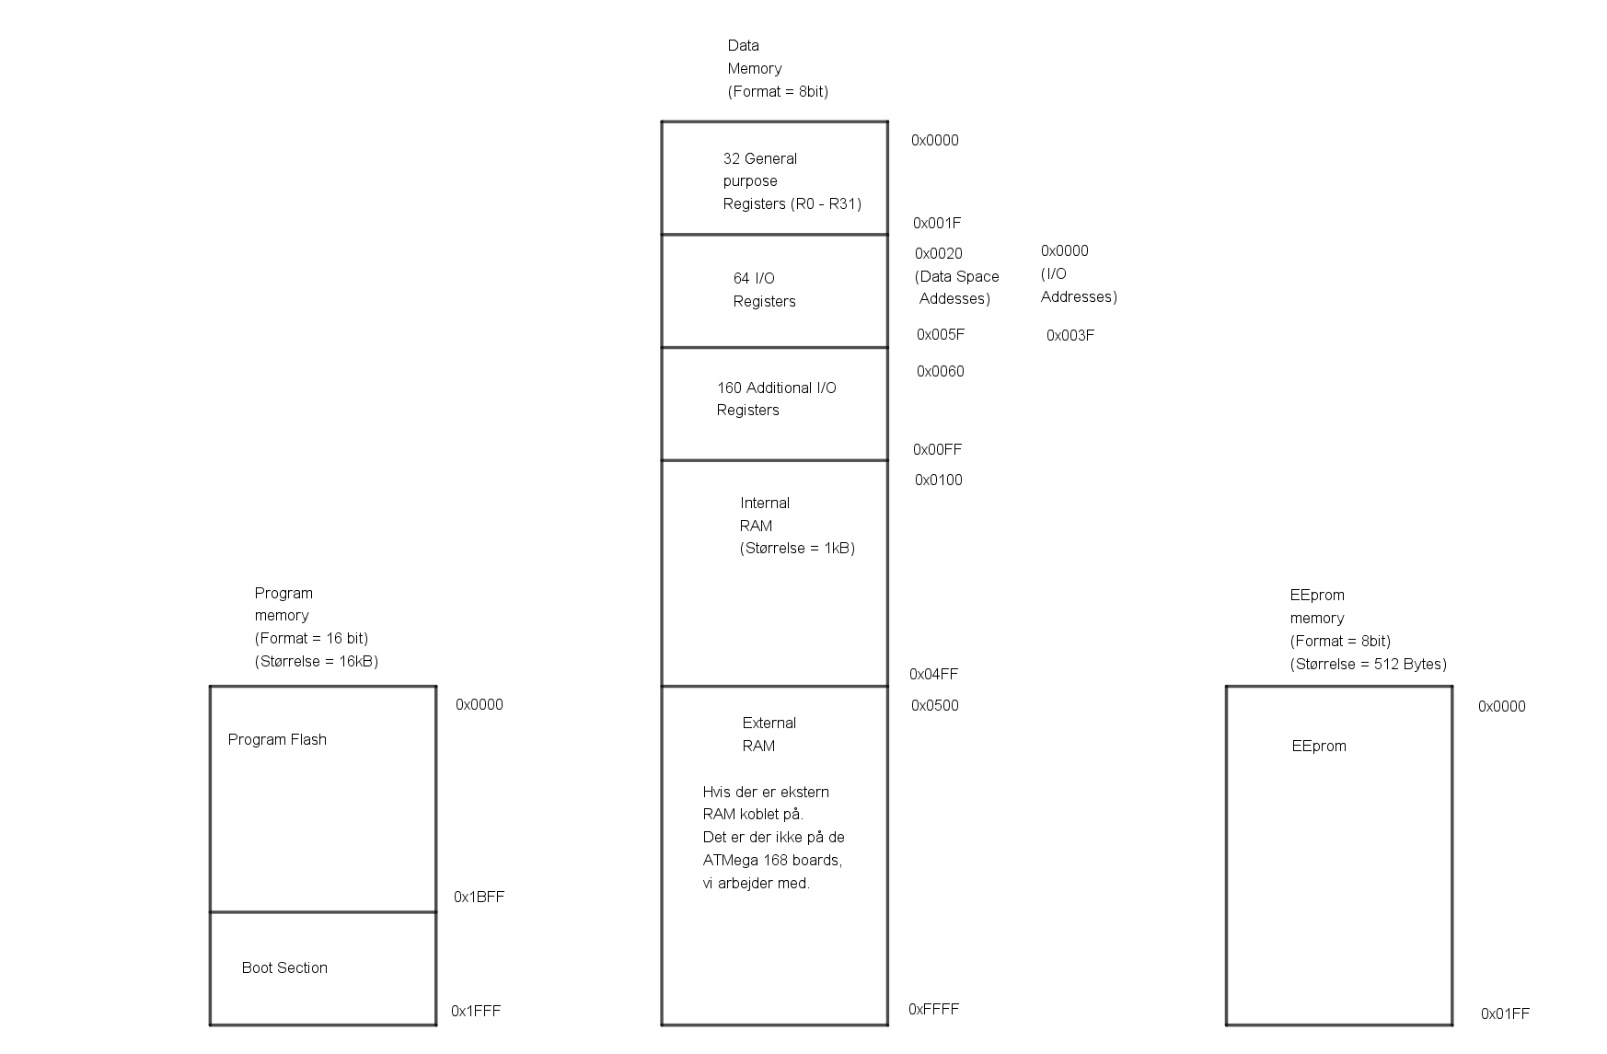 Data
Memory
(Format = 8bit)
32 General
purpose
Registers (R0 - R31)
0x0000
0x001F
64 I/O
Registers
0x0020
(Data Space
Addesses)
0x005F
0x0000
(I/O
Addresses)
0x003F
160 Additional I/O
Registers
0x0060
0x00FF
Internal
RAM
(Størrelse = 1kB)
0x0100
0x04FF
External
RAM
Hvis der er ekstern
RAM koblet på.
Det er der ikke på de
ATMega 168 boards,
vi arbejder med.
0x0500
0xFFFF
Program
memory
(Format = 16 bit)
(Størrelse = 16kB)
Program Flash
0x0000
0x1BFF
Boot Section
0x1FFF
EEprom
memory
(Format = 8bit)
(Størrelse = 512 Bytes)
EEprom
0x0000
0x01FF